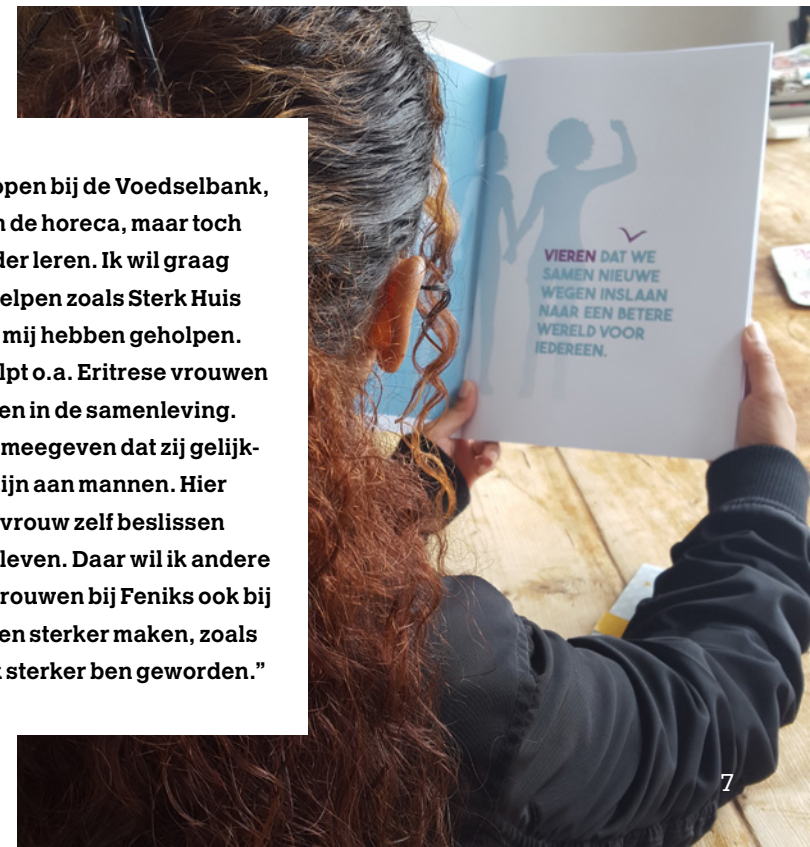 open bij de Voedselbank,
de horeca, maar toch
leren. Ik wil graag
elpen zoals Sterk Huis
mij hebben geholpen.
lpt o.a. Eritrese vrouwen
en in de samenleving.
meegeven dat zij gelijk-
ijn aan mannen. Hier
vrouw zelf beslissen
leven. Daar wil ik andere
rouwen bij Feniks ook bij
en sterker maken, zoals
sterker ben geworden.”
VIEREN DAT WE
SAMEN NIEUWE
WEGEN INSLAAN
NAAR EEN BETERE
WERELD VOOR
IEDEREEN.
7